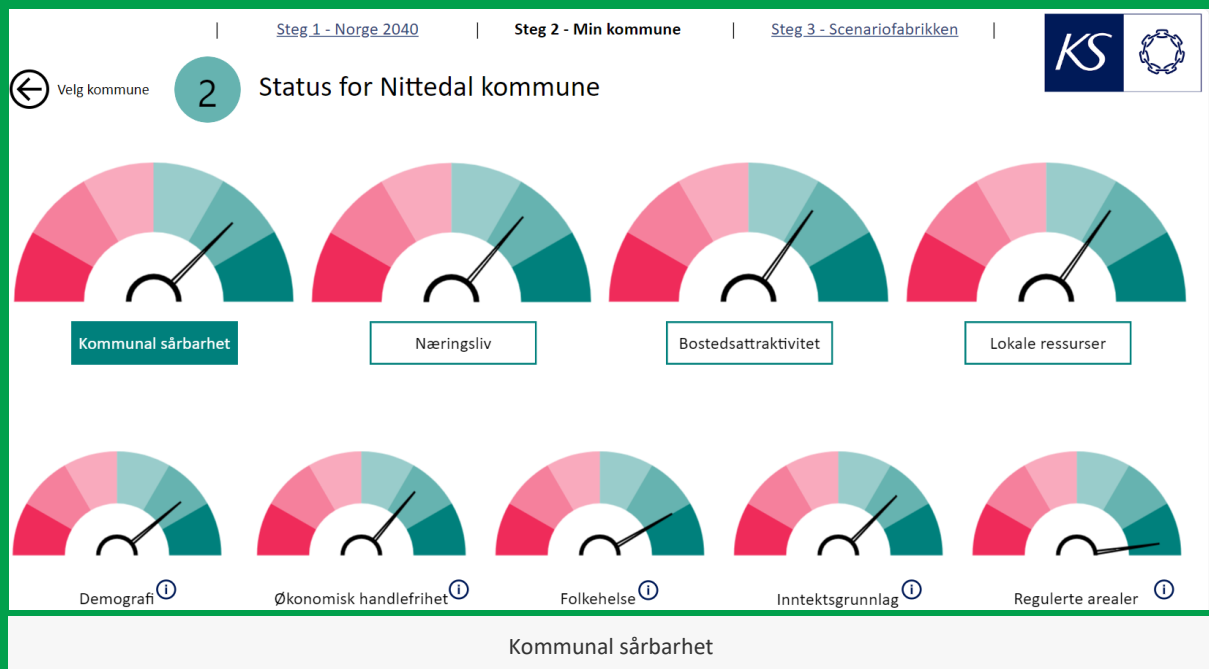 | Steg 1 - Norge 2040 | Steg 2 - Min kommune | Steg 3 - Scenariofabrikken |
KS
Velg kommune
2
Status for Nittedal kommune
Kommunal sårbarhet
Næringsliv
Bostedsattraktivitet
Lokale ressurser
Demografi i
Økonomisk handlefrihet i
Folkehelse i
Inntektsgrunnlag i
Regulerte arealer i
Kommunal sårbarhet